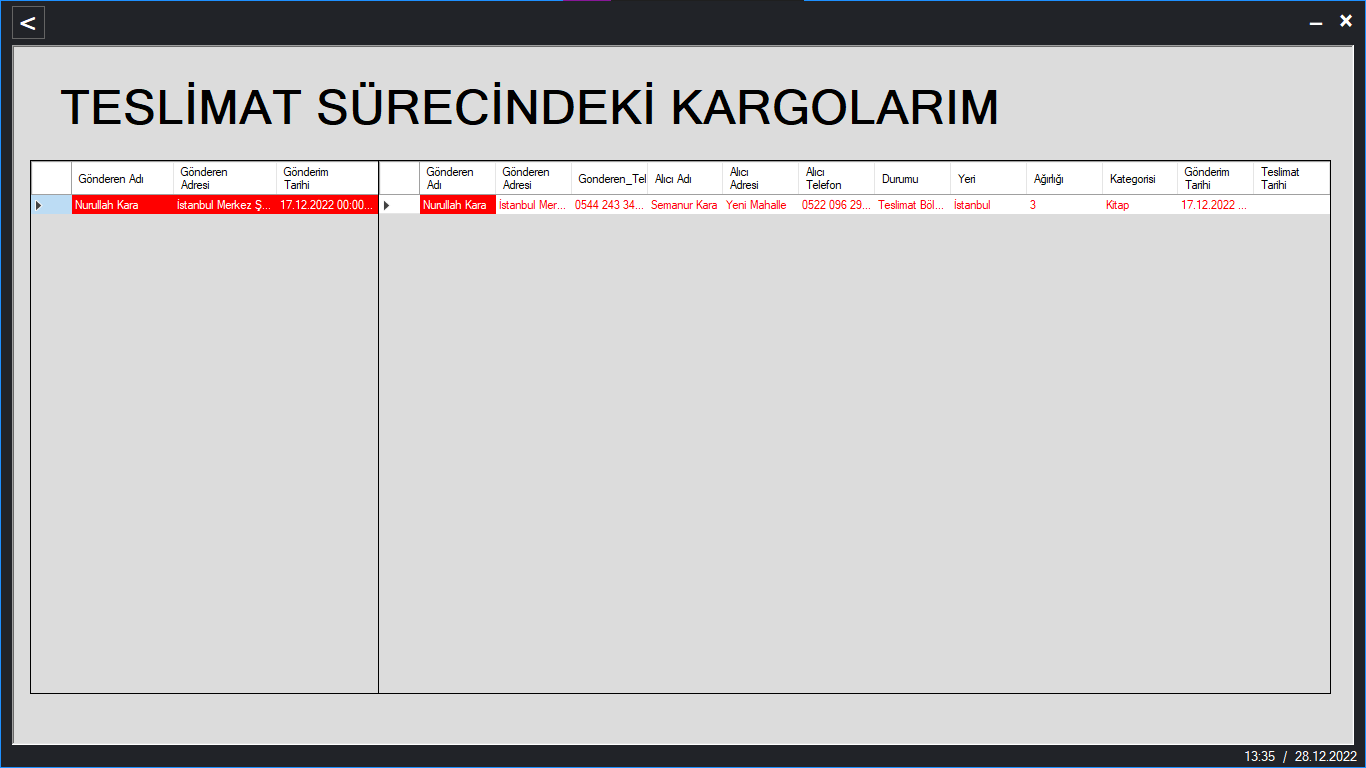 <
TESLİMAT SÜRECİNDEKİ KARGOLARIM
Gönderen Adı Gönderen Adresi Gönderim Tarihi
Nurullah Kara İstanbul Merkez Ş... 17.12.2022 00:00...
Gönderen Adı Gönderen Adresi Gonderen_Tel Alıcı Adı Alıcı Adresi Alıcı Telefon Durumu Yeri Ağırlığı Kategorisi Gönderim Tarihi Teslimat Tarihi
Nurullah Kara İstanbul Mer... 0544 243 34... Semanur Kara Yeni Mahalle 0522 096 29... Teslimat Böl... İstanbul 3 Kitap 17.12.2022 ...
13:35 / 28.12.2022